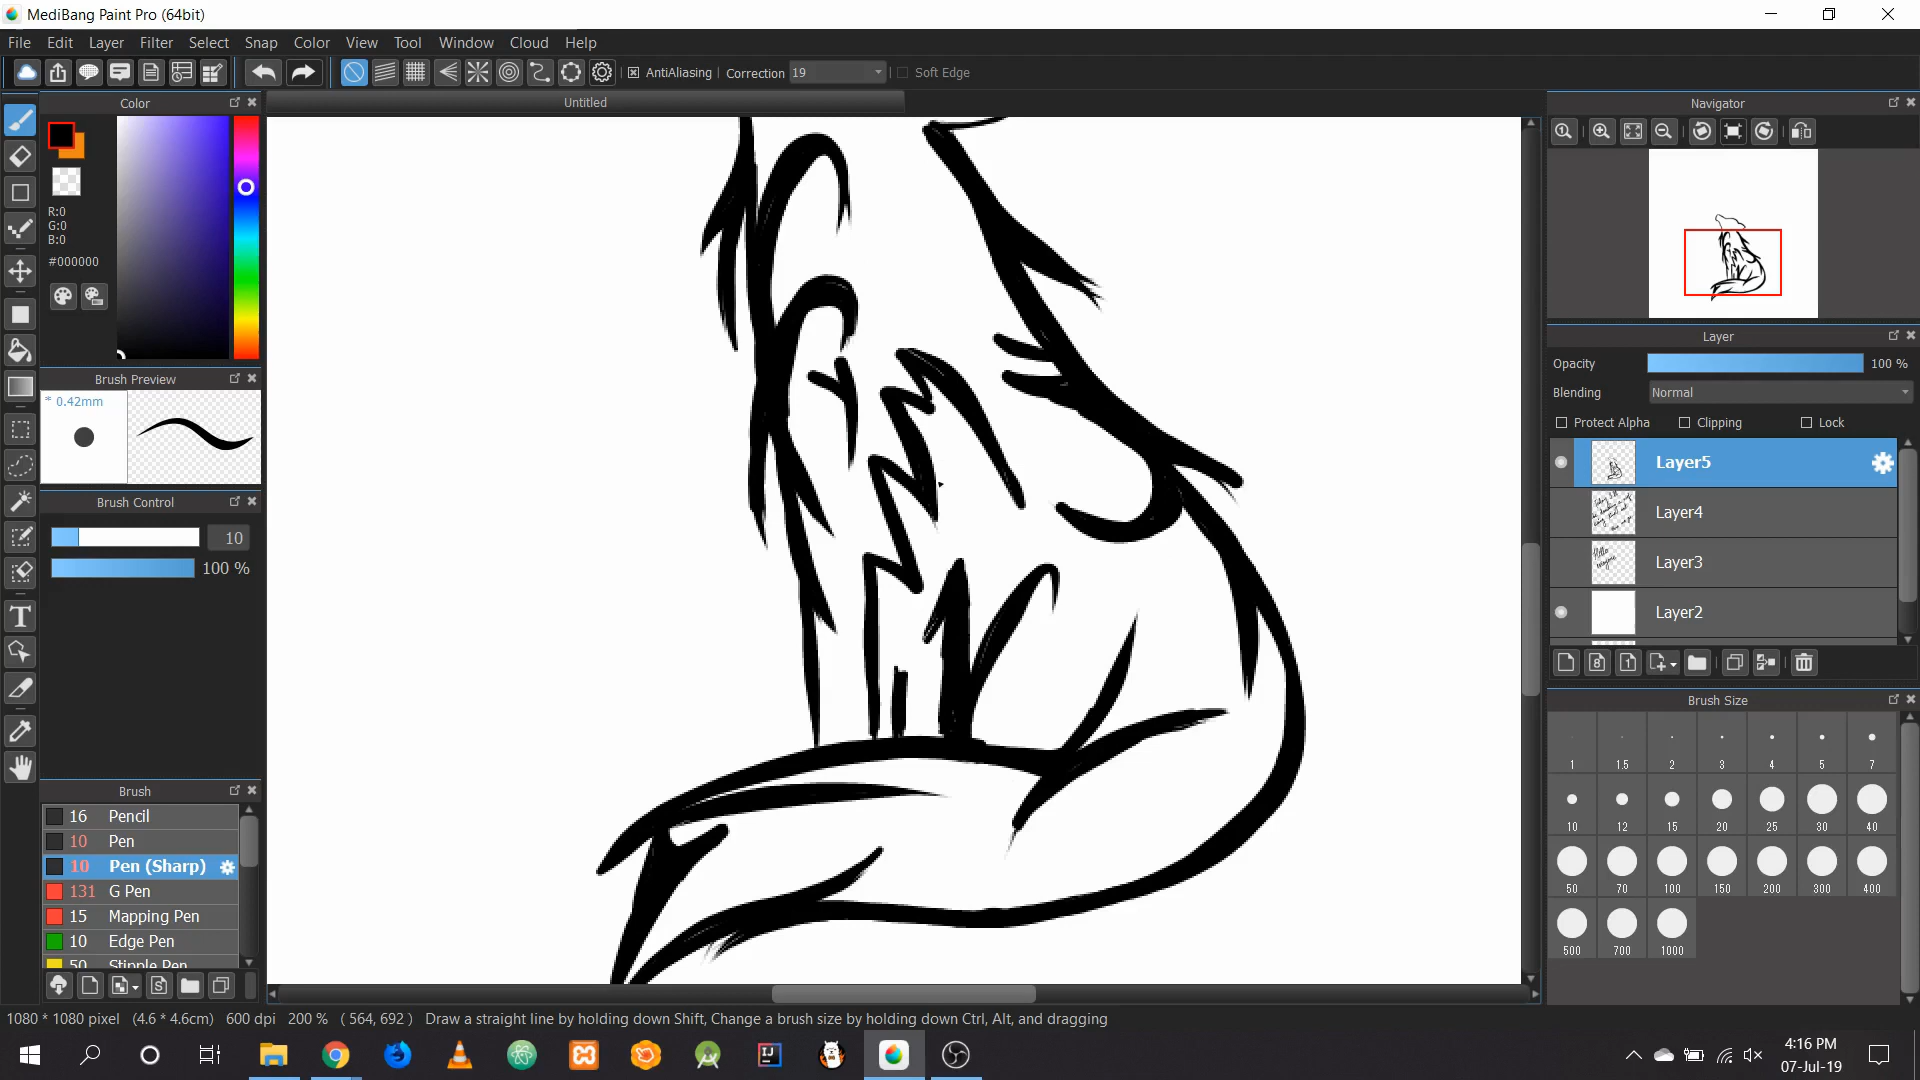 MediBang Paint Pro (64bit)
File Edit Layer Filter Select Snap Color View Tool Window Cloud Help
AntiAliasing Correction 19 Soft Edge
Color
Untitled
Navigator
R:0
G:0
B:0
#000000
Brush Preview
* 0.42mm
Brush Control
10
100 %
Brush
16 Pencil
10 Pen
10 Pen (Sharp)
131 G Pen
15 Mapping Pen
10 Edge Pen
50 Stipple Pen
Layer
Opacity 100 %
Blending Normal
Protect Alpha Clipping Lock
Layer5
Layer4
Layer3
Layer2
Brush Size
1 1.5 2 3 4 5 7
10 12 15 20 25 30 40
50 70 100 150 200 300 400
500 700 1000
1080 * 1080 pixel (4.6 * 4.6cm) 600 dpi 200 % ( 564, 692 ) Draw a straight line by holding down Shift, Change a brush size by holding down Ctrl, Alt, and dragging
4:16 PM
07-Jul-19